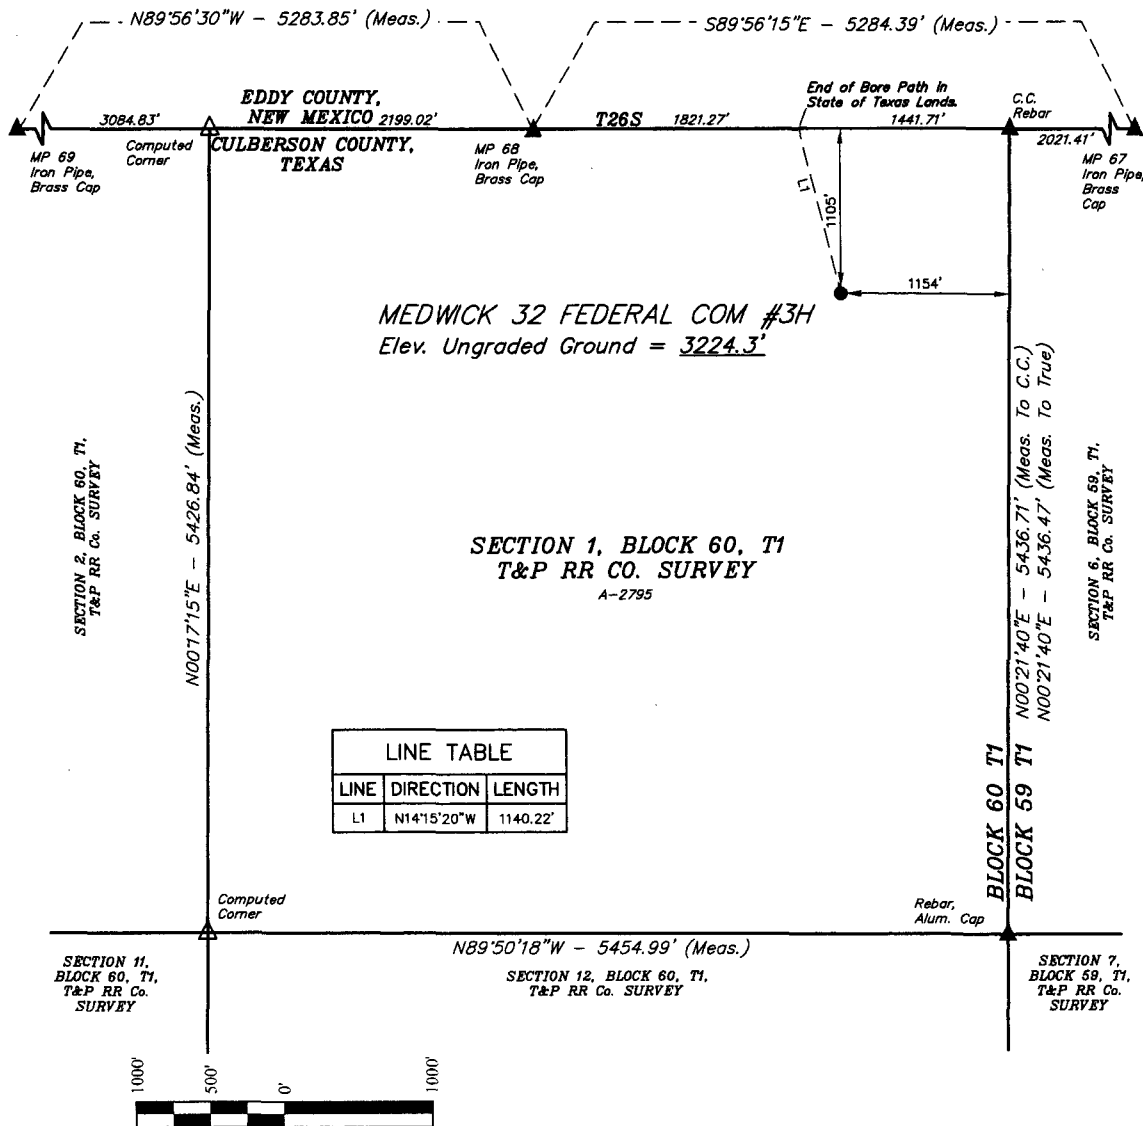 N89°56'30"W - 5283.85' (Meas.)
S89°56'15"E - 5284.39' (Meas.)
EDDY COUNTY,
NEW MEXICO
CULBERSON COUNTY,
TEXAS
3084.83'
2199.02'
T26S
1821.27'
End of Bore Path in
State of Texas Lands.
1441.71'
C.C.
Rebar
2021.41'
MP 69
Iron Pipe,
Brass Cap
Computed
Corner
MP 68
Iron Pipe,
Brass Cap
MP 67
Iron Pipe,
Brass
Cap
L1
1105'
1154'
MEDWICK 32 FEDERAL COM #3H
Elev. Ungraded Ground = 3224.3'
SECTION 2, BLOCK 60, T1,
T&P RR Co. SURVEY
N00°17'15"E - 5426.84' (Meas.)
SECTION 1, BLOCK 60, T1
T&P RR CO. SURVEY
A-2795
N00°21'40"E - 5436.71' (Meas. To C.C.)
N00°21'40"E - 5436.47' (Meas. To True)
SECTION 6, BLOCK 59, T1,
T&P RR Co. SURVEY
LINE TABLE
LINE DIRECTION LENGTH
L1 N14°15'20"W 1140.22'
BLOCK 60 T1
BLOCK 59 T1
Computed
Corner
Rebar,
Alum. Cap
N89°50'18"W - 5454.99' (Meas.)
SECTION 11,
BLOCK 60, T1,
T&P RR Co.
SURVEY
SECTION 12, BLOCK 60, T1,
T&P RR Co. SURVEY
SECTION 7,
BLOCK 59, T1,
T&P RR Co.
SURVEY
1000'
500'
0'
1000'